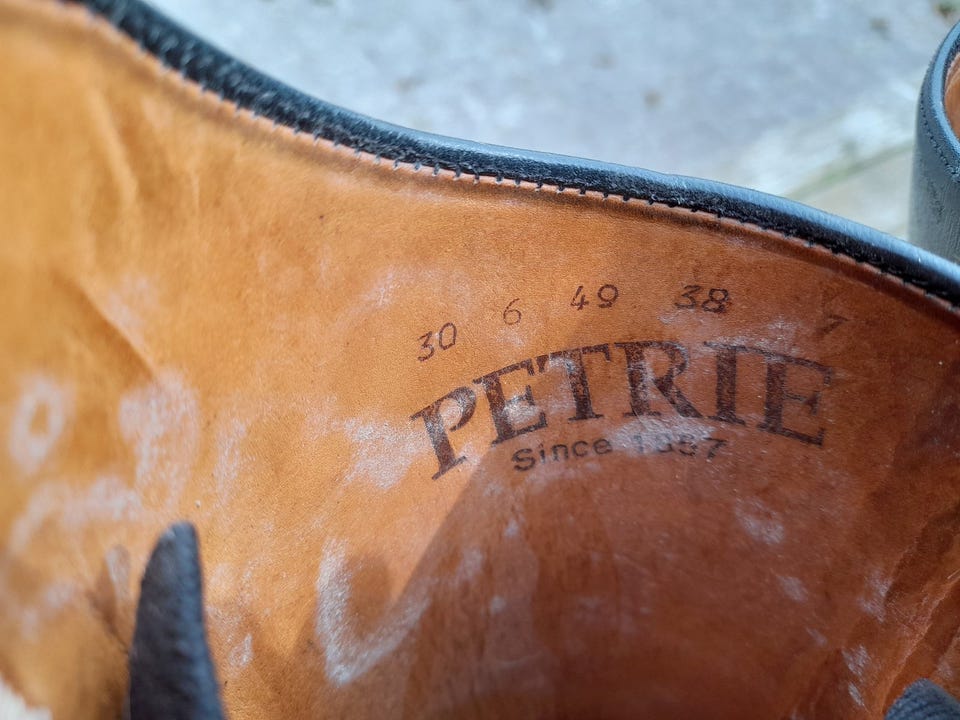 30 6 49 38 7
PETRIE
Since